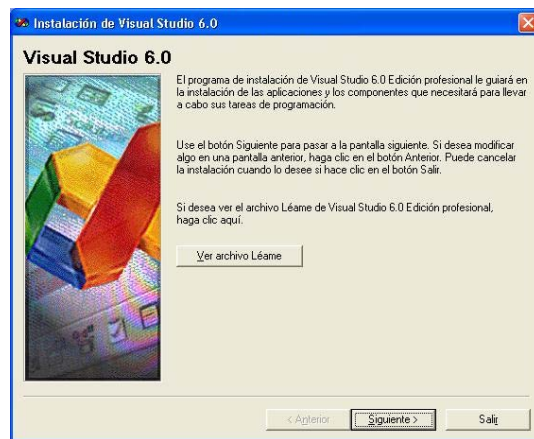 Instalación de Visual Studio 6.0
Visual Studio 6.0
El programa de instalación de Visual Studio 6.0 Edición profesional le guiará en
la instalación de las aplicaciones y los componentes que necesitará para llevar
a cabo sus tareas de programación.
Use el botón Siguiente para pasar a la pantalla siguiente. Si desea modificar
algo en una pantalla anterior, haga clic en el botón Anterior. Puede cancelar
la instalación cuando lo desee si hace clic en el botón Salir.
Si desea ver el archivo Léame de Visual Studio 6.0 Edición profesional,
haga clic aquí.
Ver archivo Léame
< Anterior
Siguiente >
Salir